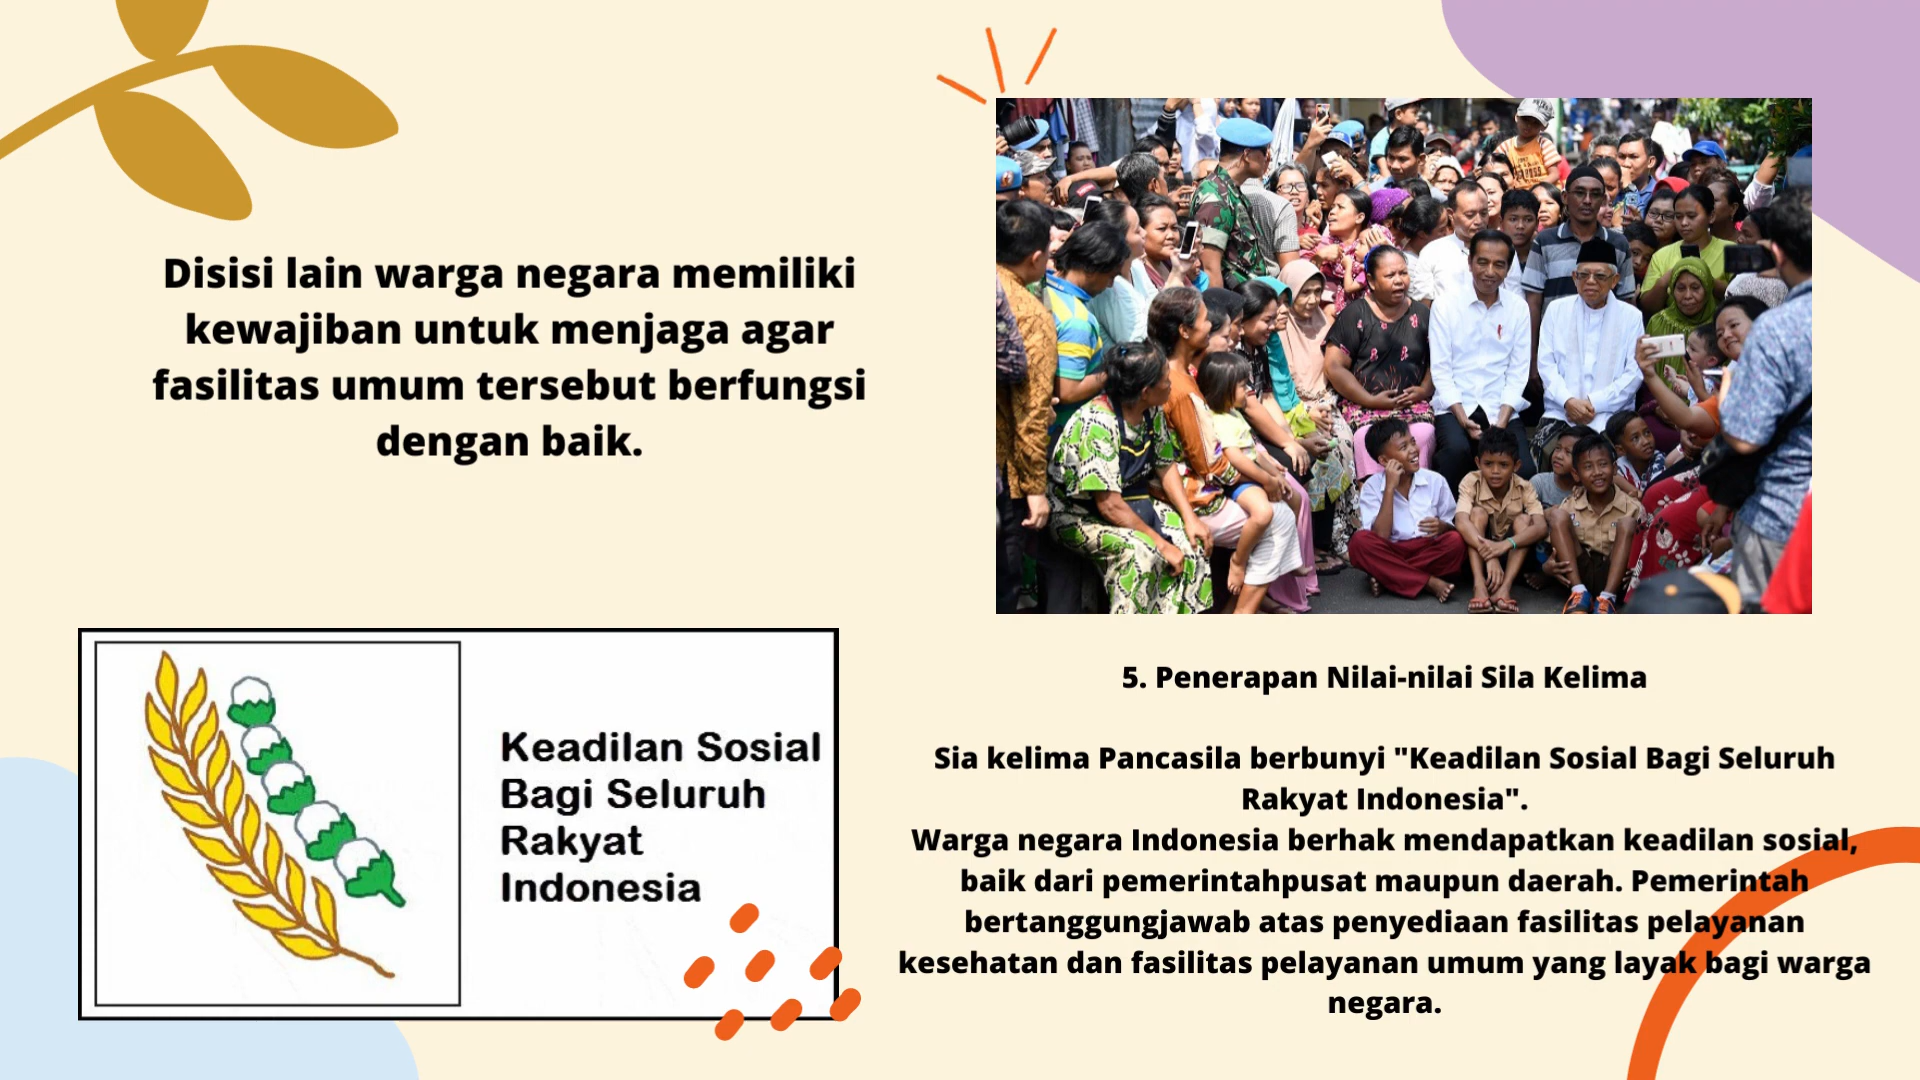 Disisi lain warga negara memiliki
kewajiban untuk menjaga agar
fasilitas umum tersebut berfungsi
dengan baik.
Keadilan Sosial
Bagi Seluruh
Rakyat
Indonesia
5. Penerapan Nilai-nilai Sila Kelima
Sia kelima Pancasila berbunyi "Keadilan Sosial Bagi Seluruh
Rakyat Indonesia".
Warga negara Indonesia berhak mendapatkan keadilan sosial,
baik dari pemerintahpusat maupun daerah. Pemerintah
bertanggungjawab atas penyediaan fasilitas pelayanan
kesehatan dan fasilitas pelayanan umum yang layak bagi warga
negara.